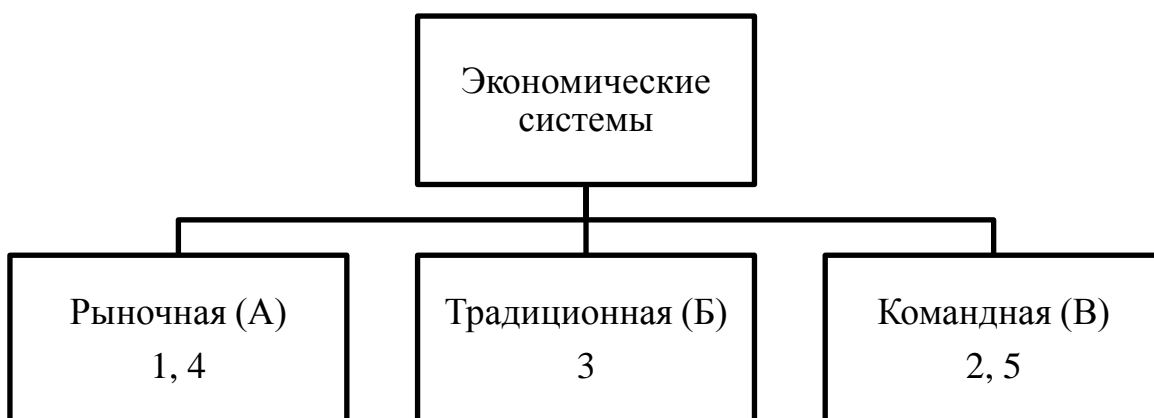 Экономические
системы
Рыночная (А)
1, 4
Традиционная (Б)
3
Командная (В)
2, 5